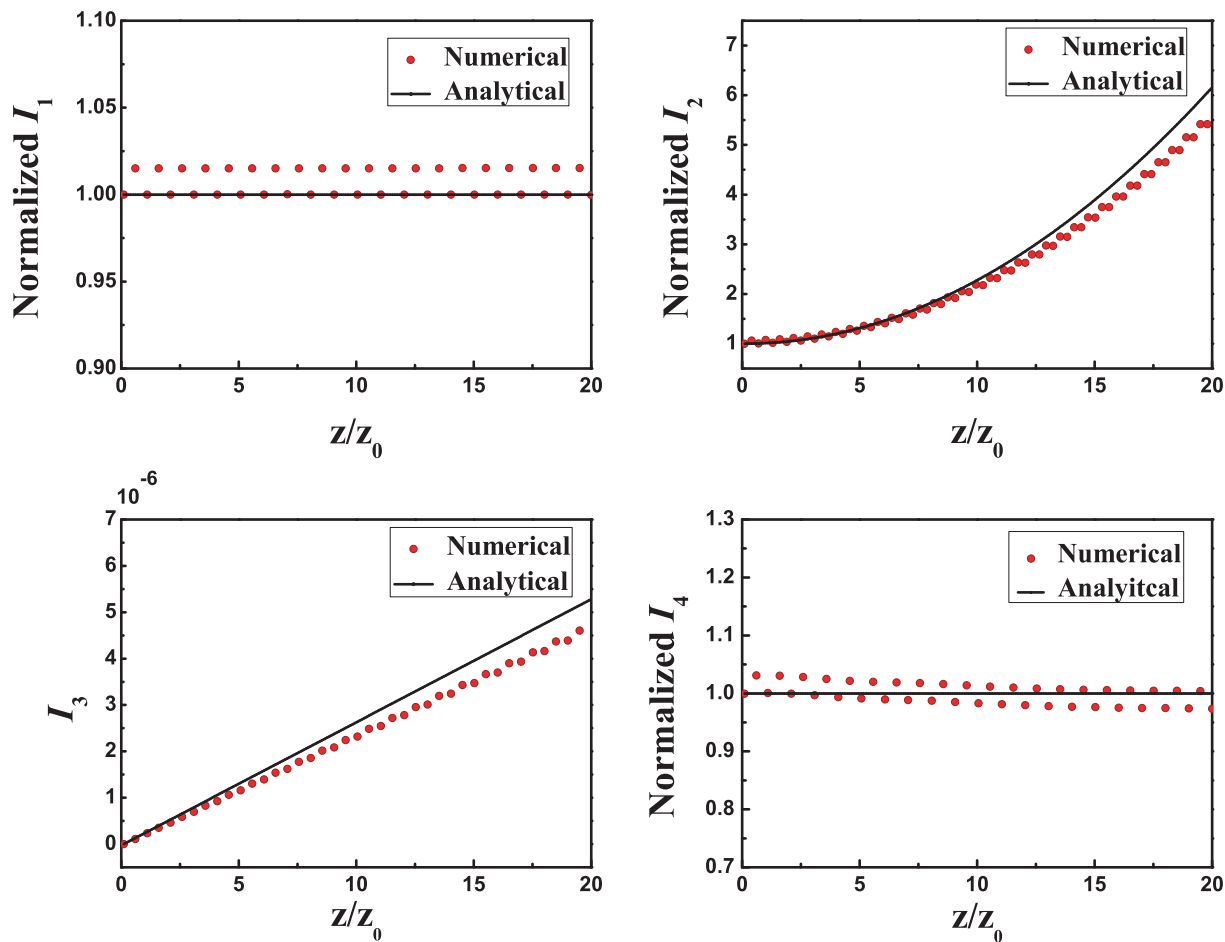 Normalized I1
1.10
1.05
1.00
0.95
0.90
Numerical
Analytical
0 5 10 15 20
z/z0
Normalized I2
7
6
5
4
3
2
1
Numerical
Analytical
0 5 10 15 20
z/z0
10-6
I3
7
6
5
4
3
2
1
0
Numerical
Analytical
0 5 10 15 20
z/z0
Normalized I4
1.3
1.2
1.1
1.0
0.9
0.8
0.7
Numerical
Analyitcal
0 5 10 15 20
z/z0